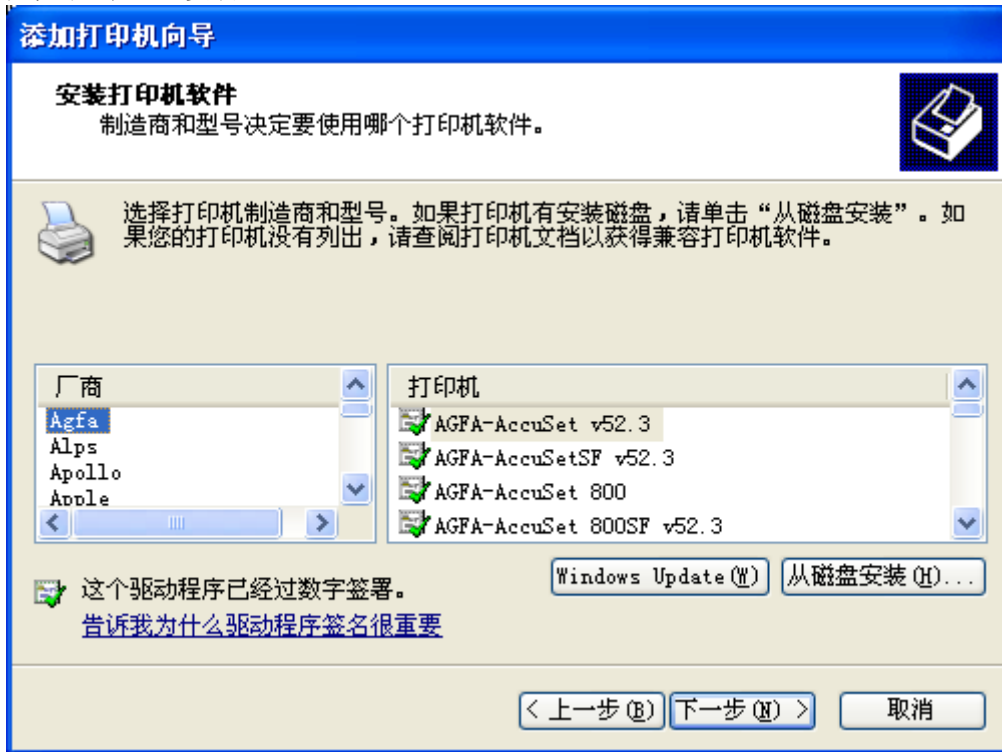 添加打印机向导
安装打印机软件
制造商和型号决定要使用哪个打印机软件。
选择打印机制造商和型号。如果打印机有安装磁盘，请单击“从磁盘安装”。如
果您的打印机没有列出，请查阅打印机文档以获得兼容打印机软件。
厂商
Agfa
Alps
Apollo
Apple
打印机
AGFA-AccuSet v52.3
AGFA-AccuSetSF v52.3
AGFA-AccuSet 800
AGFA-AccuSet 800SF v52.3
这个驱动程序已经过数字签署。
告诉我为什么驱动程序签名很重要
Windows Update(W)
从磁盘安装(H)...
< 上一步(B)
下一步(N) >
取消